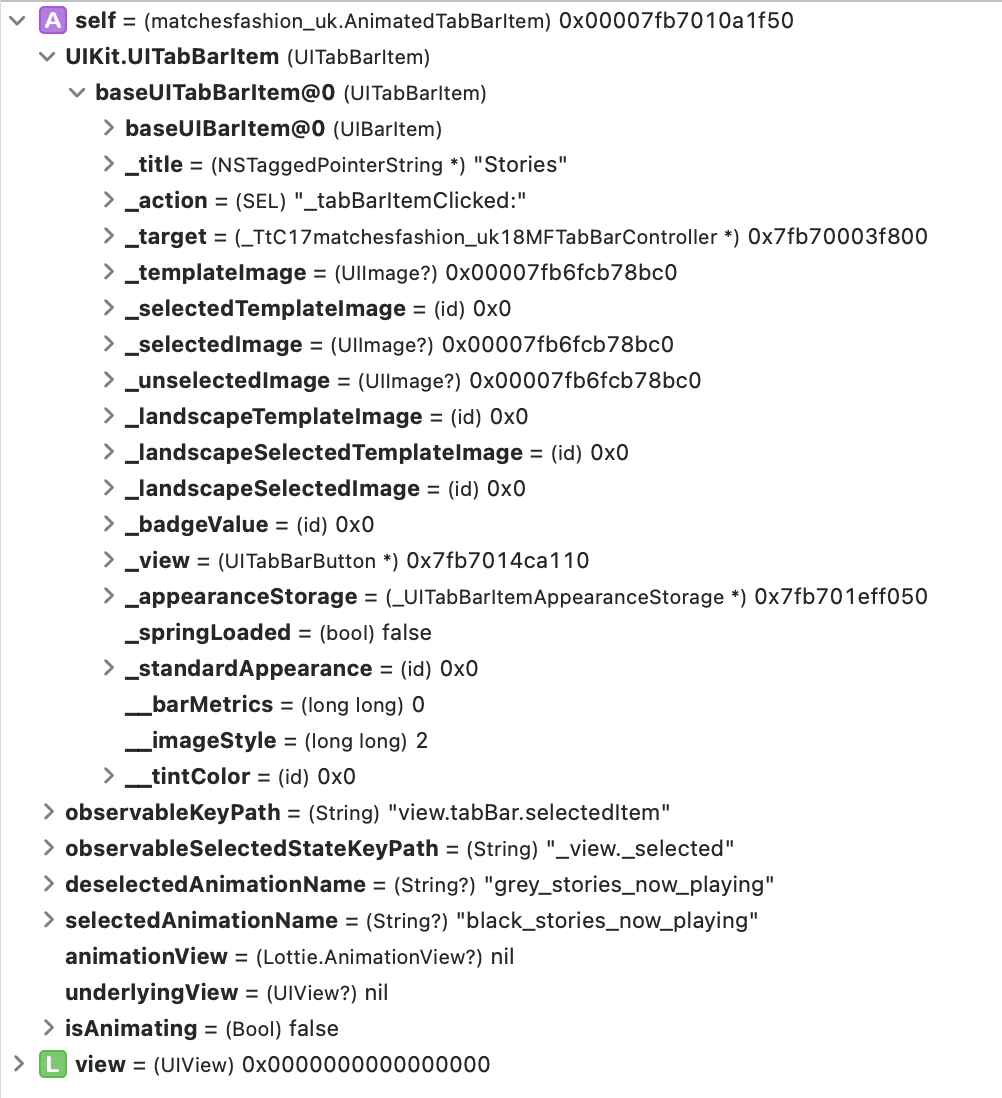 A self = (matchesfashion_uk.AnimatedTabBarItem) 0x00007fb7010a1f50
UIKit.UITabBarItem (UITabBarItem)
baseUITabBarItem@0 (UITabBarItem)
baseUIBarItem@0 (UIBarItem)
_title = (NSTaggedPointerString *) "Stories"
_action = (SEL) "_tabBarItemClicked:"
_target = (_TtC17matchesfashion_uk18MFTabBarController *) 0x7fb70003f800
_templateImage = (UIImage?) 0x00007fb6fcb78bc0
_selectedTemplateImage = (id) 0x0
_selectedImage = (UIImage?) 0x00007fb6fcb78bc0
_unselectedImage = (UIImage?) 0x00007fb6fcb78bc0
_landscapeTemplateImage = (id) 0x0
_landscapeSelectedTemplateImage = (id) 0x0
_landscapeSelectedImage = (id) 0x0
_badgeValue = (id) 0x0
_view = (UITabBarButton *) 0x7fb7014ca110
_appearanceStorage = (_UITabBarItemAppearanceStorage *) 0x7fb701eff050
_springLoaded = (bool) false
_standardAppearance = (id) 0x0
__barMetrics = (long long) 0
__imageStyle = (long long) 2
__tintColor = (id) 0x0
observableKeyPath = (String) "view.tabBar.selectedItem"
observableSelectedStateKeyPath = (String) "_view._selected"
deselectedAnimationName = (String?) "grey_stories_now_playing"
selectedAnimationName = (String?) "black_stories_now_playing"
animationView = (Lottie.AnimationView?) nil
underlyingView = (UIView?) nil
isAnimating = (Bool) false
L view = (UIView) 0x0000000000000000